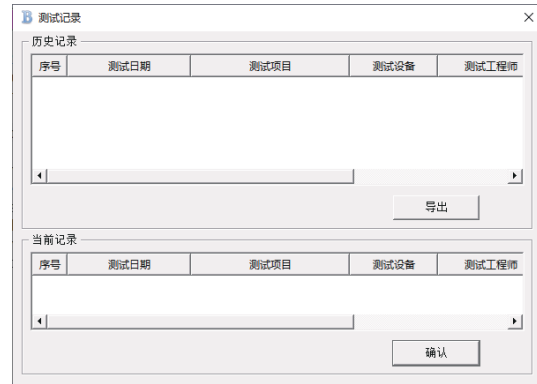 测试记录
历史记录
序号 测试日期 测试项目 测试设备 测试工程师
导出
当前记录
序号 测试日期 测试项目 测试设备 测试工程师
确认